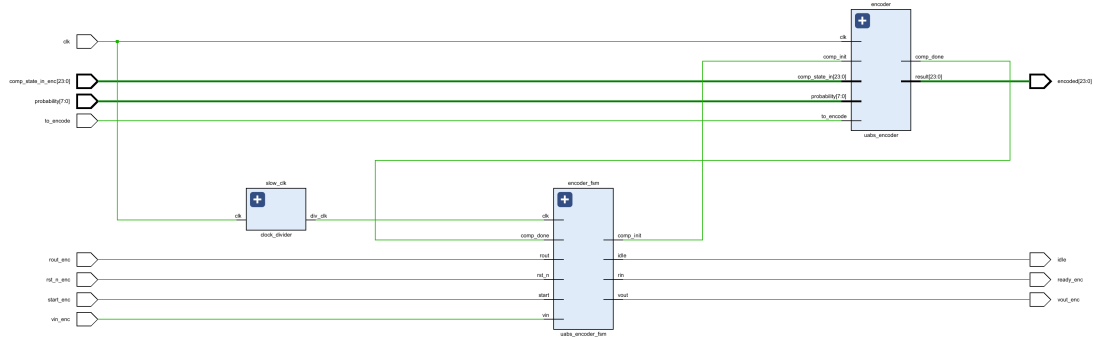 encoder
clk
clk
comp_init
comp_done
comp_state_in_enc[23:0]
comp_state_in[23:0]
result[23:0]
encoded[23:0]
probability[7:0]
probability[7:0]
to_encode
to_encode
uabs_encoder
slow_clk
encoder_fsm
clk
div_clk
clk
clock_divider
comp_done
comp_init
rout_enc
rout
idle
idle
rst_n_enc
rst_n
rin
ready_enc
start_enc
start
vout
vout_enc
vin_enc
vin
uabs_encoder_fsm